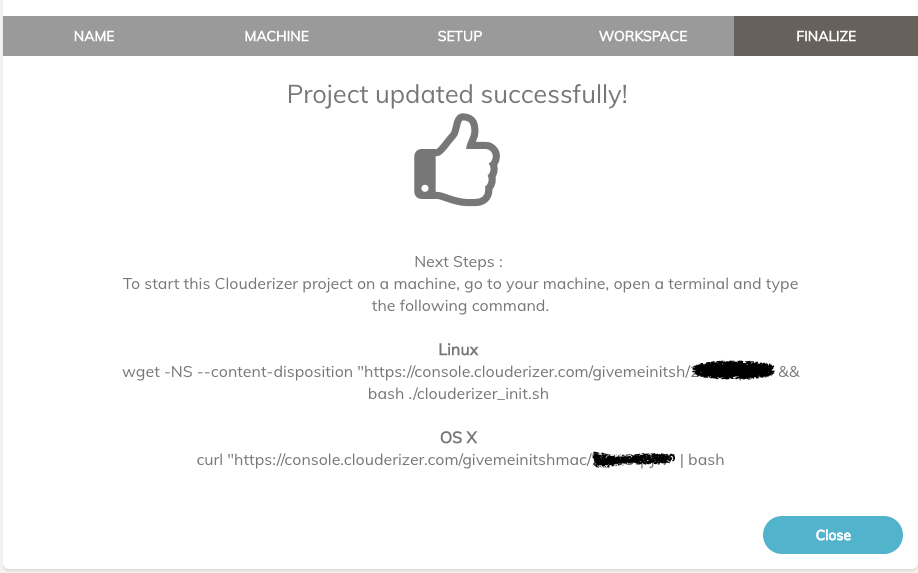 NAME MACHINE SETUP WORKSPACE FINALIZE
Project updated successfully!
Next Steps :
To start this Clouderizer project on a machine, go to your machine, open a terminal and type
the following command.
Linux
wget -NS --content-disposition "https://console.clouderizer.com/givemeinitsh/ &&
bash ./clouderizer_init.sh
OS X
curl "https://console.clouderizer.com/givemeinitshmac/ | bash
Close